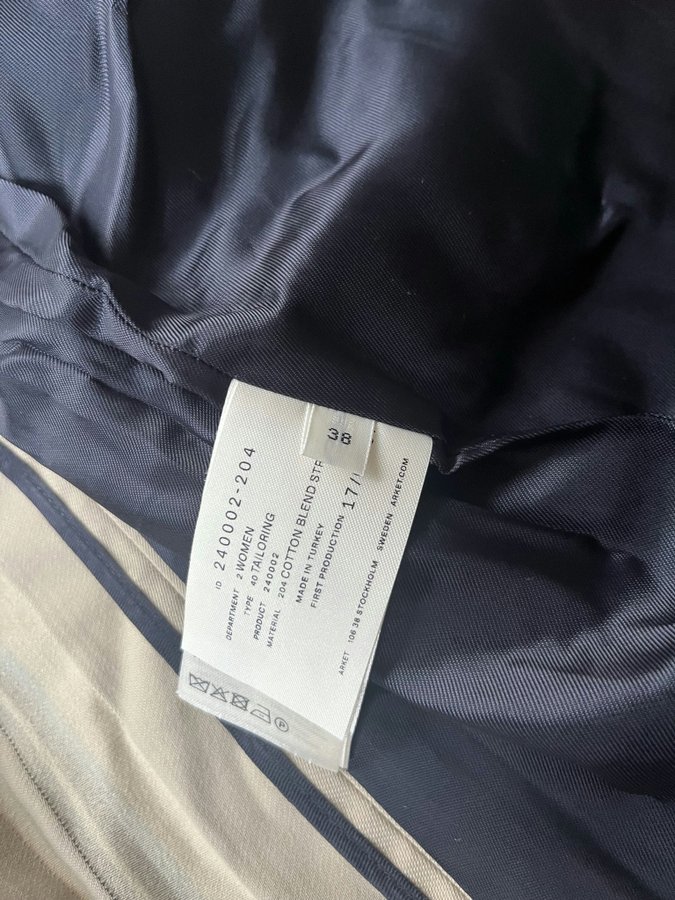 38
ID 240002-204
DEPARTMENT 2 WOMEN
TYPE 40 TAILORING
PRODUCT 240002
MATERIAL 204 COTTON BLEND STR
MADE IN TURKEY
FIRST PRODUCTION 17/
ARKET 106 38 STOCKHOLM SWEDEN ARKET.COM
P